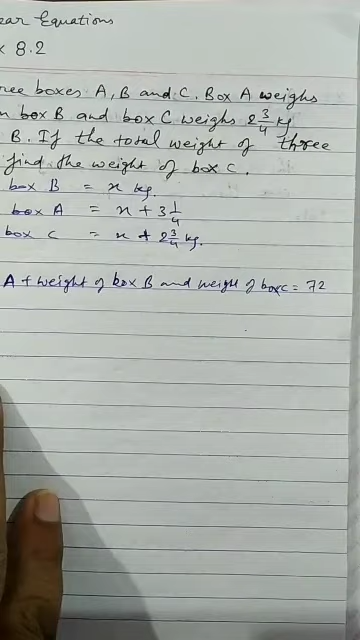 ear Equations
x 8.2
ree boxes A, B and C. Box A weighs
n box B and box C weighs 2 3/4 kg
B. If the total weight of three
find the weight of box C.
box B = x kg.
box A = x + 3 1/4
box C = x + 2 3/4 kg.
A + weight of box B and weight of box C = 72